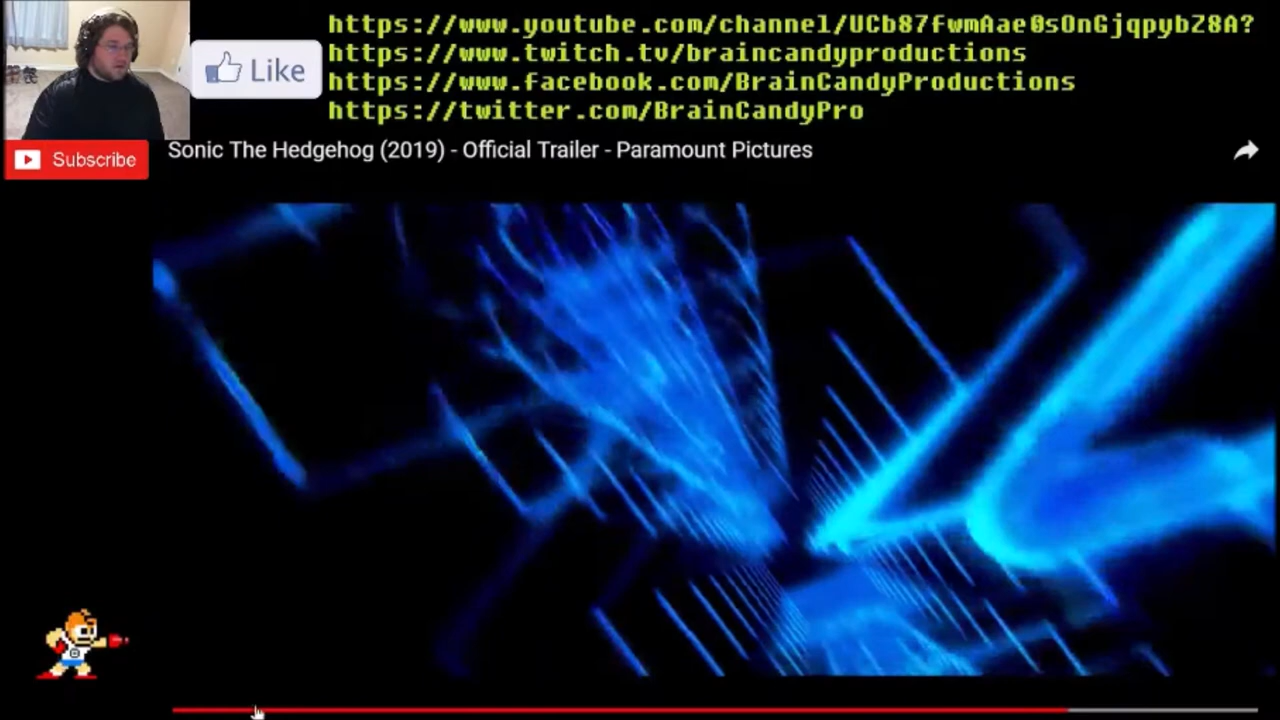 https://www.youtube.com/channel/UCb87fwmAae0sOnGjqpybZ8A?
https://www.twitch.tv/braincandyproductions
Like
https://www.facebook.com/BrainCandyProductions
https://twitter.com/BrainCandyPro
Subscribe
Sonic The Hedgehog (2019) - Official Trailer - Paramount Pictures